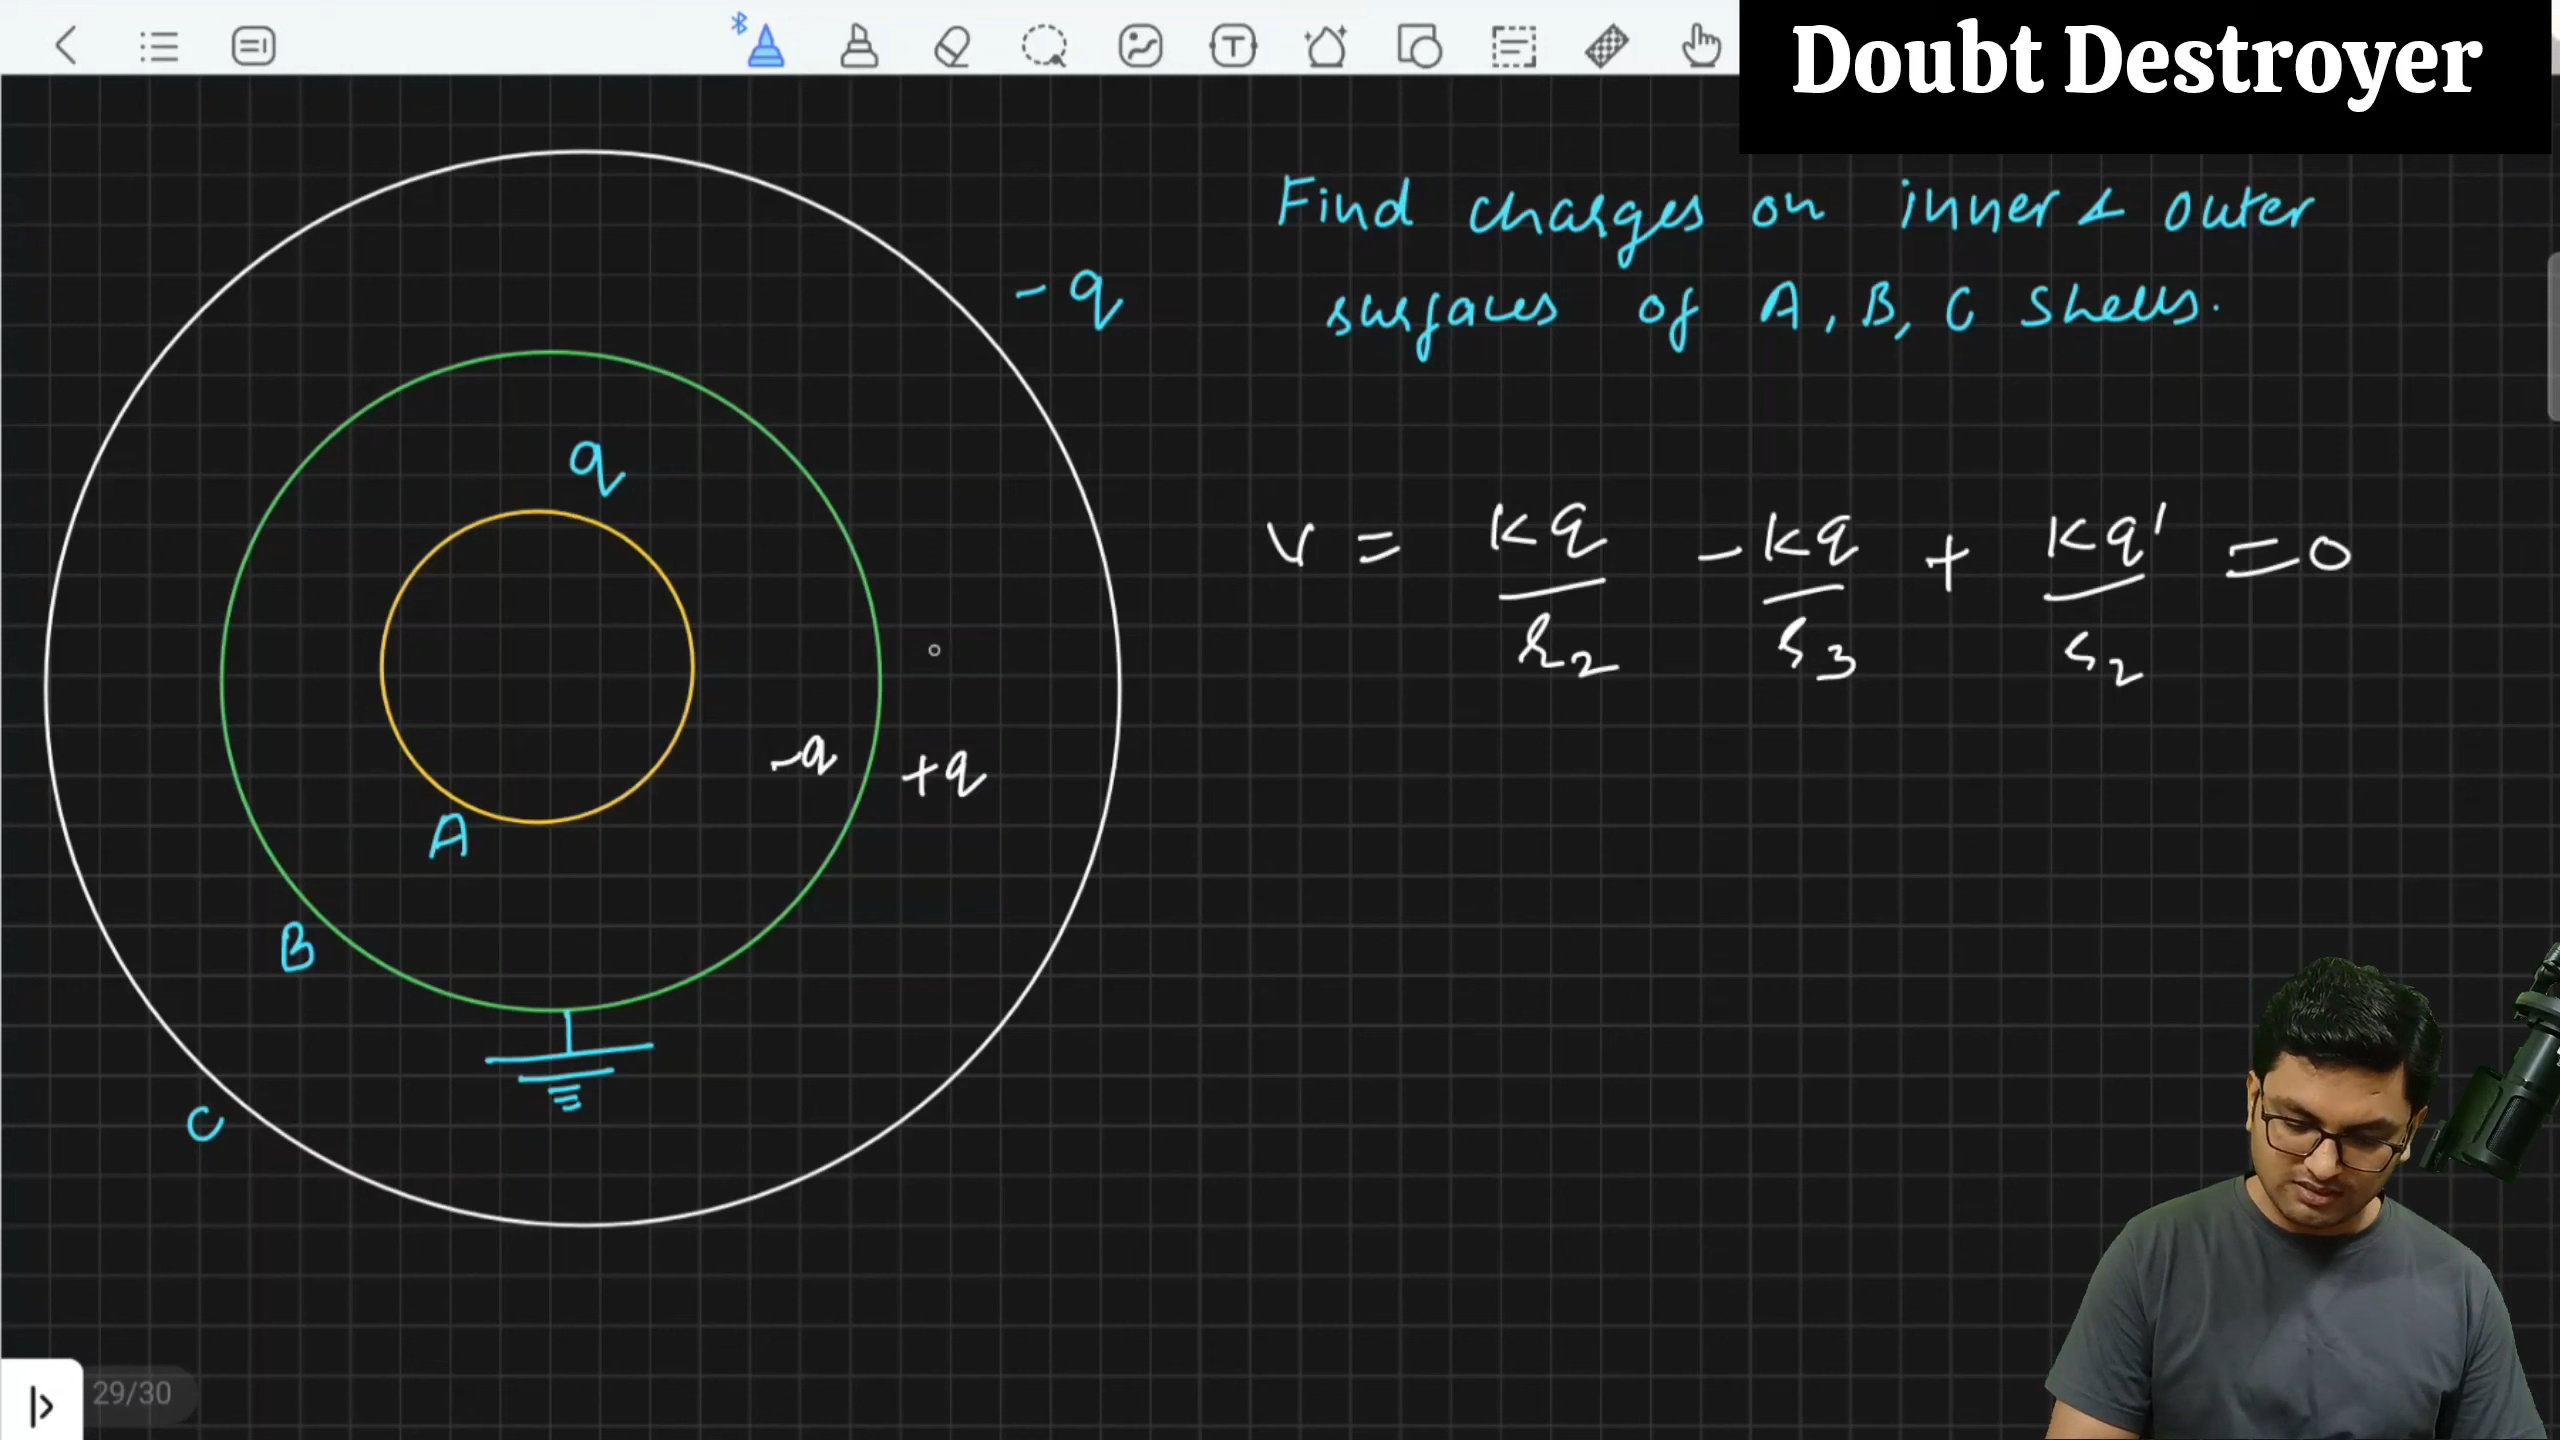 Doubt Destroyer
Find charges on inner & outer
surfaces of A, B, C shells.
- q
q
V = Kq/r2 - Kq/r3 + Kq'/r2 = 0
-q +q
A
B
C
29/30